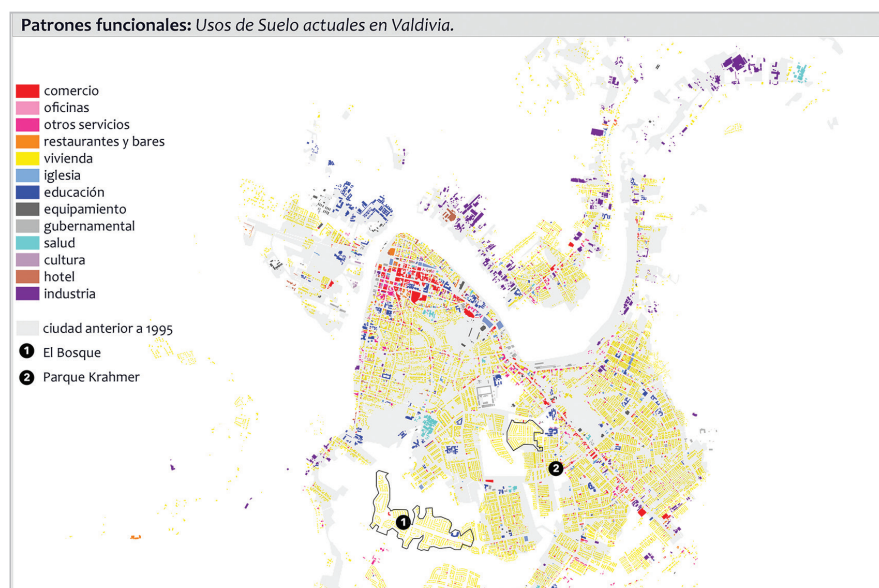 Patrones funcionales: Usos de Suelo actuales en Valdivia.
comercio
oficinas
otros servicios
restaurantes y bares
vivienda
iglesia
educación
equipamiento
gubernamental
salud
cultura
hotel
industria
ciudad anterior a 1995
1 El Bosque
2 Parque Krahmer
2
1